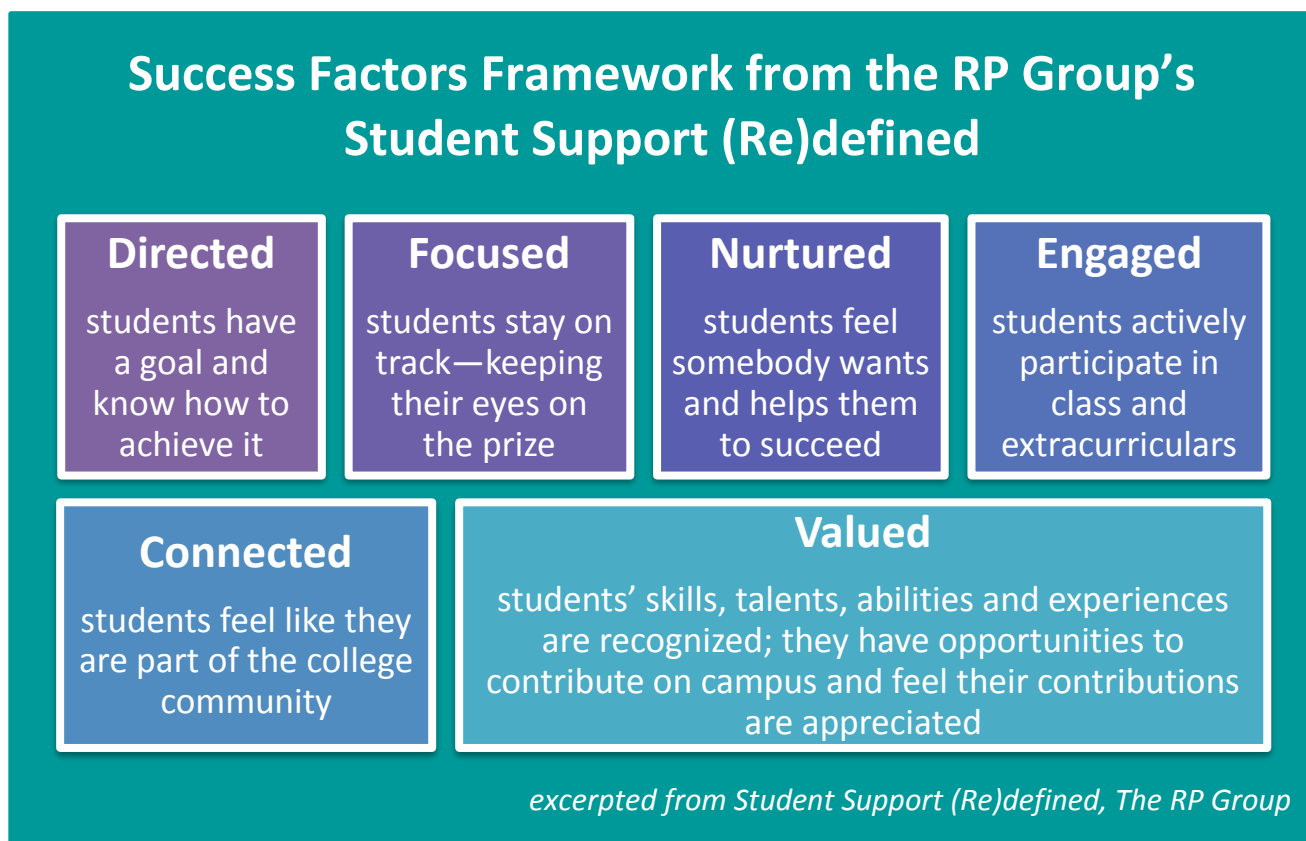 Success Factors Framework from the RP Group’s
Student Support (Re)defined
Directed
students have
a goal and
know how to
achieve it
Focused
students stay on
track—keeping
their eyes on
the prize
Nurtured
students feel
somebody wants
and helps them
to succeed
Engaged
students actively
participate in
class and
extracurriculars
Connected
students feel like they
are part of the college
community
Valued
students’ skills, talents, abilities and experiences
are recognized; they have opportunities to
contribute on campus and feel their contributions
are appreciated
excerpted from Student Support (Re)defined, The RP Group